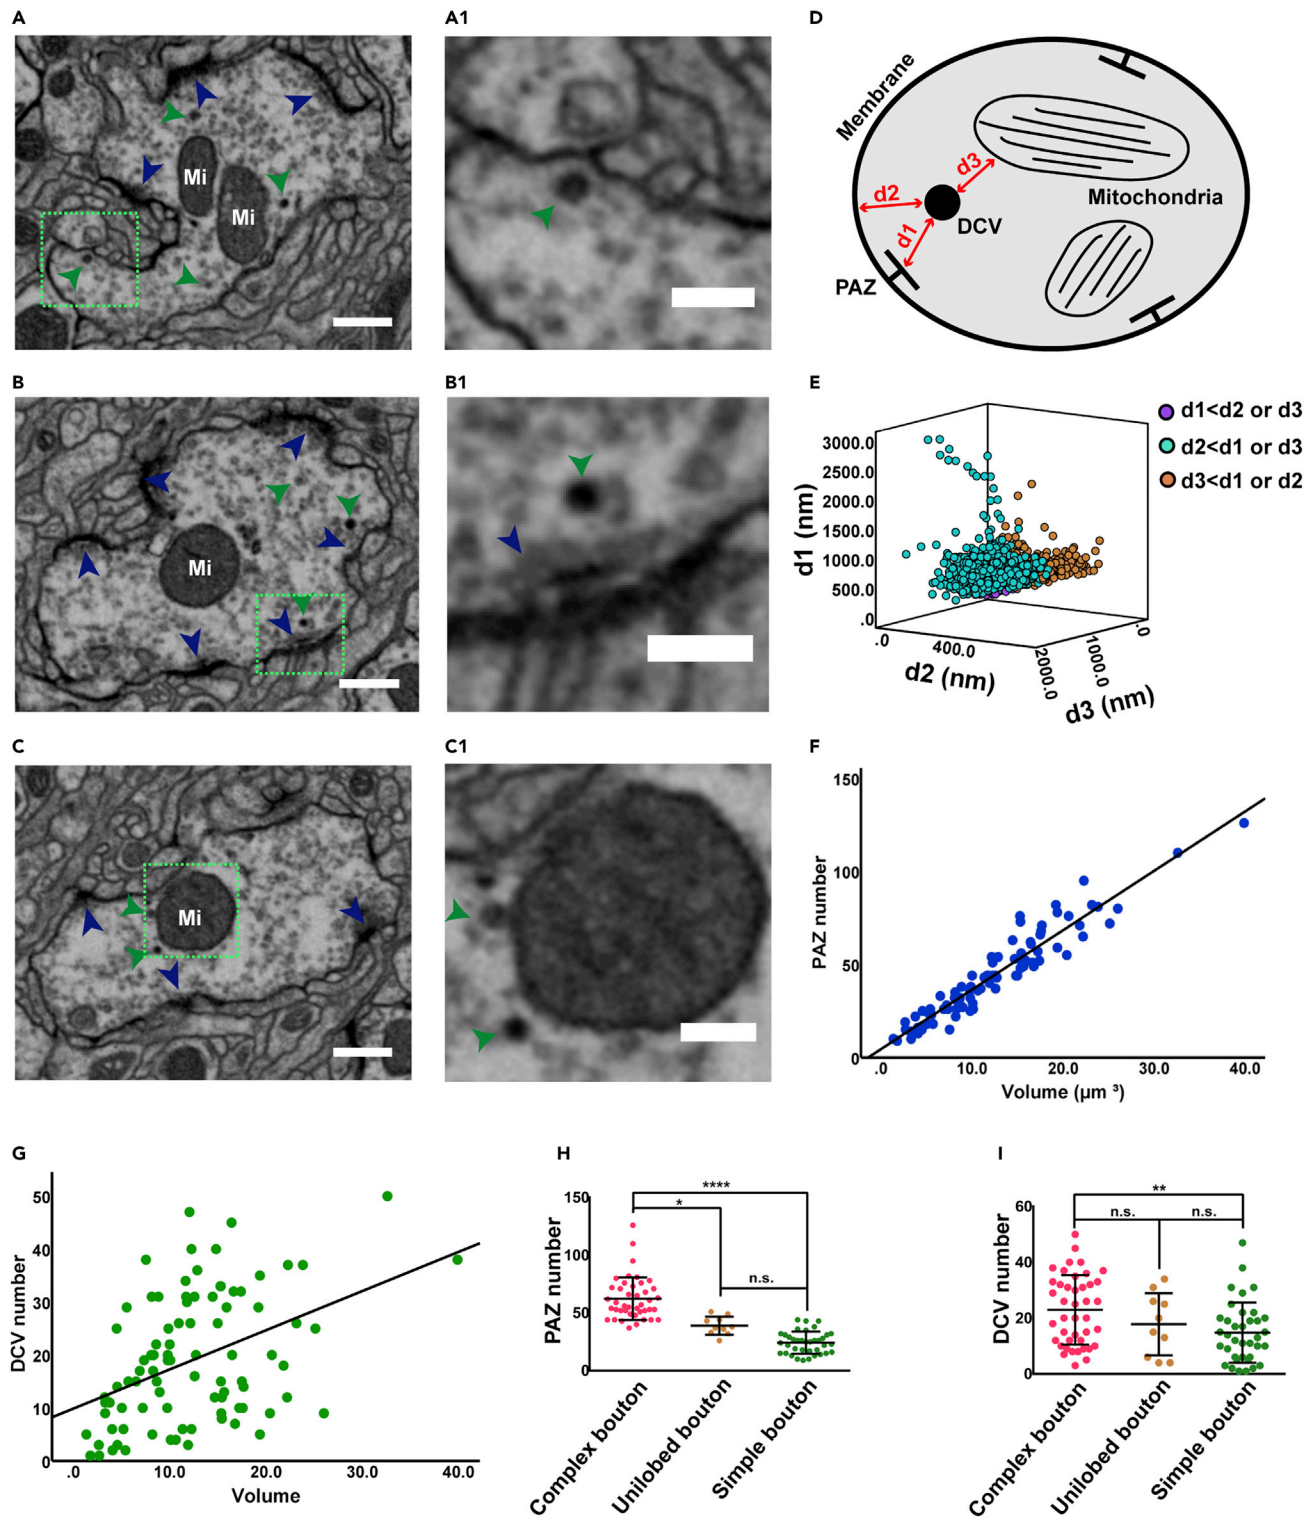 A
A1
D
Mi
Mi
Membrane
d3
d2
Mitochondria
DCV
d1
PAZ
B
B1
E
Mi
d1<d2 or d3
d2<d1 or d3
d3<d1 or d2
3000.0
2500.0
2000.0
1500.0
1000.0
500.0
.0
d1 (nm)
.0
400.0
2000.0
1000.0
.0
d2 (nm)
d3 (nm)
C
C1
F
Mi
150
100
50
0
PAZ number
.0 10.0 20.0 30.0 40.0
Volume (μm ³)
G
H
I
50
40
30
20
10
0
DCV number
.0 10.0 20.0 30.0 40.0
Volume
****
*
n.s.
150
100
50
0
PAZ number
Complex bouton
Unilobed bouton
Simple bouton
**
n.s. n.s.
60
40
20
0
DCV number
Complex bouton
Unilobed bouton
Simple bouton